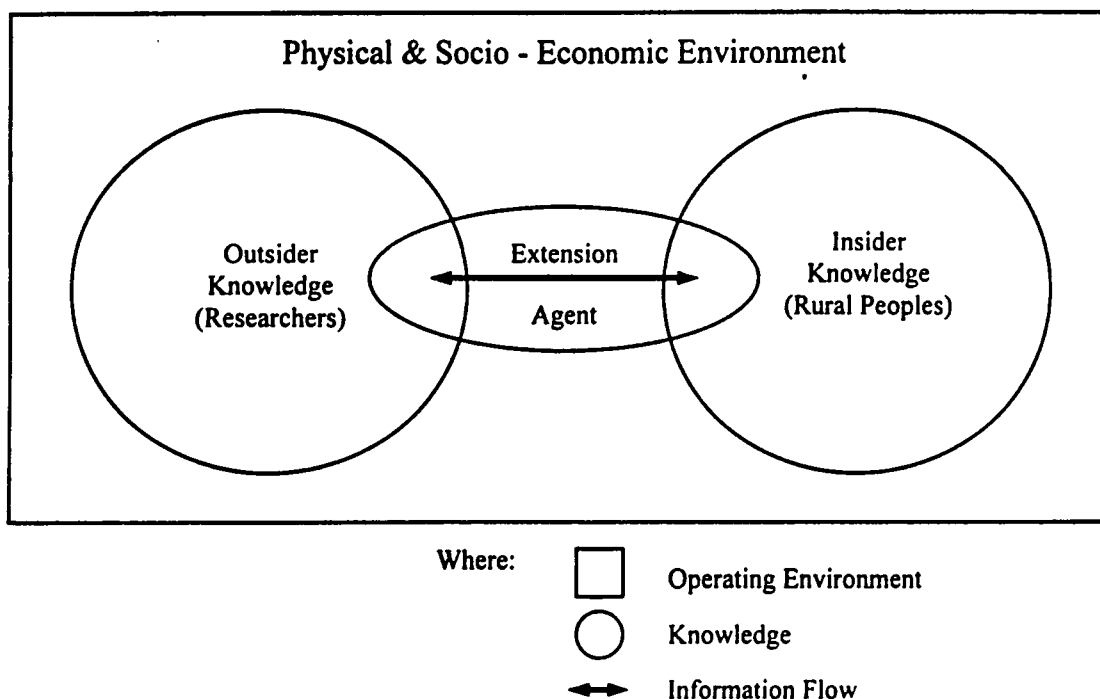 Physical & Socio - Economic Environment
Outsider
Knowledge
(Researchers)
Extension
Agent
Insider
Knowledge
(Rural Peoples)
Where:
Operating Environment
Knowledge
Information Flow